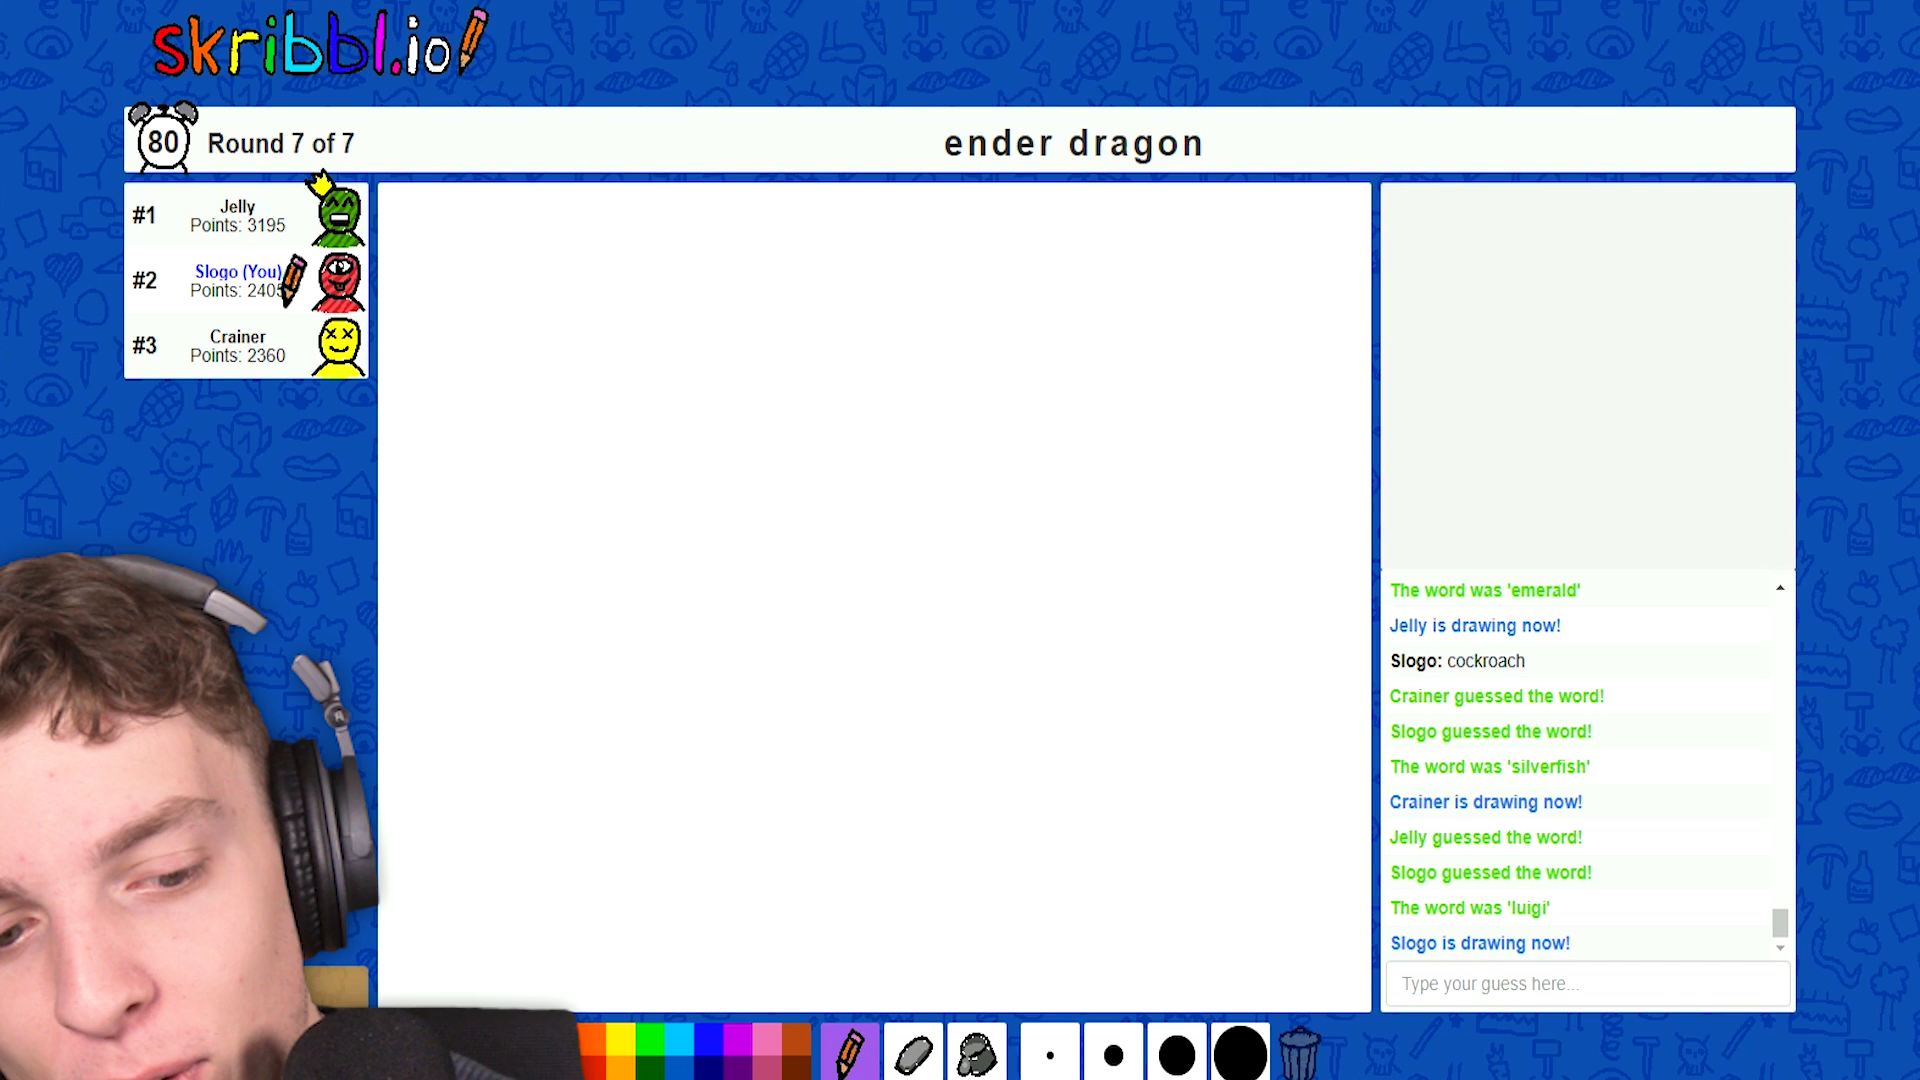 skribbl.io
80
Round 7 of 7
ender dragon
#1
Jelly
Points: 3195
#2
Slogo (You)
Points: 2405
#3
Crainer
Points: 2360
The word was 'emerald'
Jelly is drawing now!
Slogo: cockroach
Crainer guessed the word!
Slogo guessed the word!
The word was 'silverfish'
Crainer is drawing now!
Jelly guessed the word!
Slogo guessed the word!
The word was 'luigi'
Slogo is drawing now!
Type your guess here...